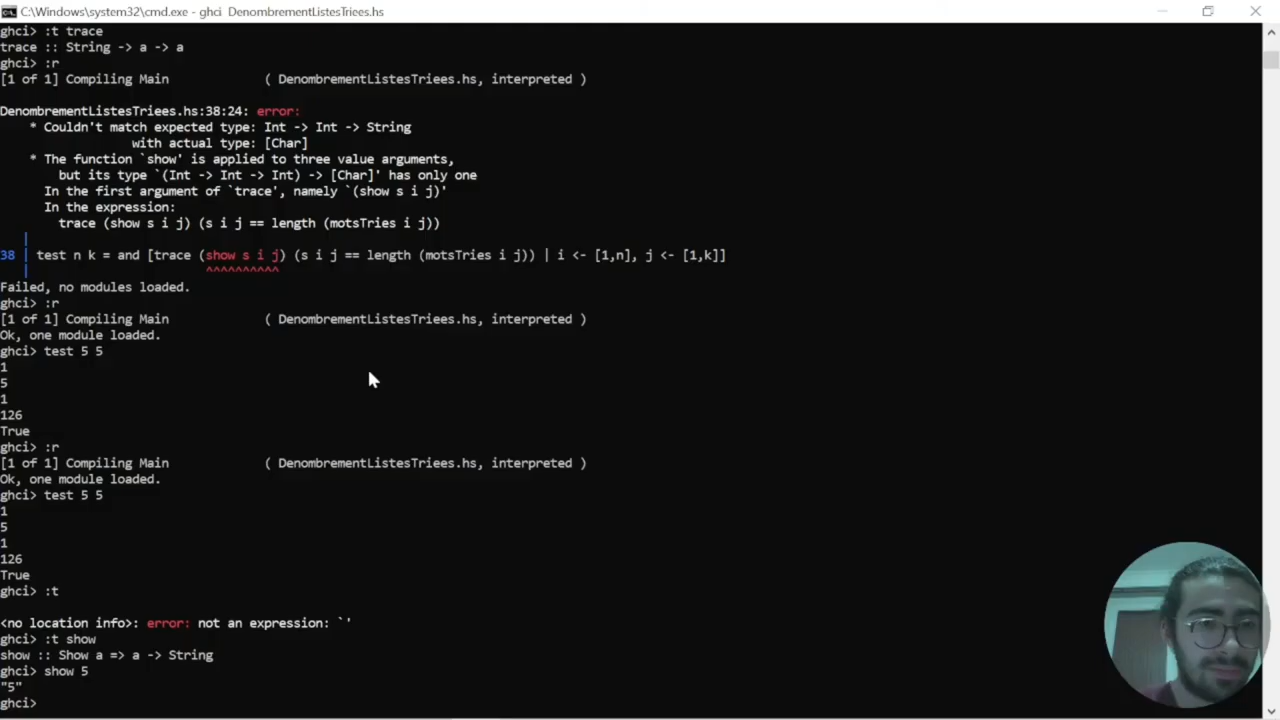 C:\Windows\system32\cmd.exe - ghci  DenombrementListesTriees.hs
ghci> :t trace
trace :: String -> a -> a
ghci> :r
[1 of 1] Compiling Main             ( DenombrementListesTriees.hs, interpreted )
DenombrementListesTriees.hs:38:24: error:
    * Couldn't match expected type: Int -> Int -> String
                  with actual type: [Char]
    * The function `show' is applied to three value arguments,
        but its type `(Int -> Int -> Int) -> [Char]' has only one
      In the first argument of `trace', namely `(show s i j)'
      In the expression:
        trace (show s i j) (s i j == length (motsTries i j))
   |
38 | test n k = and [trace (show s i j) (s i j == length (motsTries i j)) | i <- [1,n], j <- [1,k]]
   |                        ^^^^^^^^^^
Failed, no modules loaded.
ghci> :r
[1 of 1] Compiling Main             ( DenombrementListesTriees.hs, interpreted )
Ok, one module loaded.
ghci> test 5 5
1
5
1
126
True
ghci> :r
[1 of 1] Compiling Main             ( DenombrementListesTriees.hs, interpreted )
Ok, one module loaded.
ghci> test 5 5
1
5
1
126
True
ghci> :t
<no location info>: error: not an expression: `'
ghci> :t show
show :: Show a => a -> String
ghci> show 5
"5"
ghci>